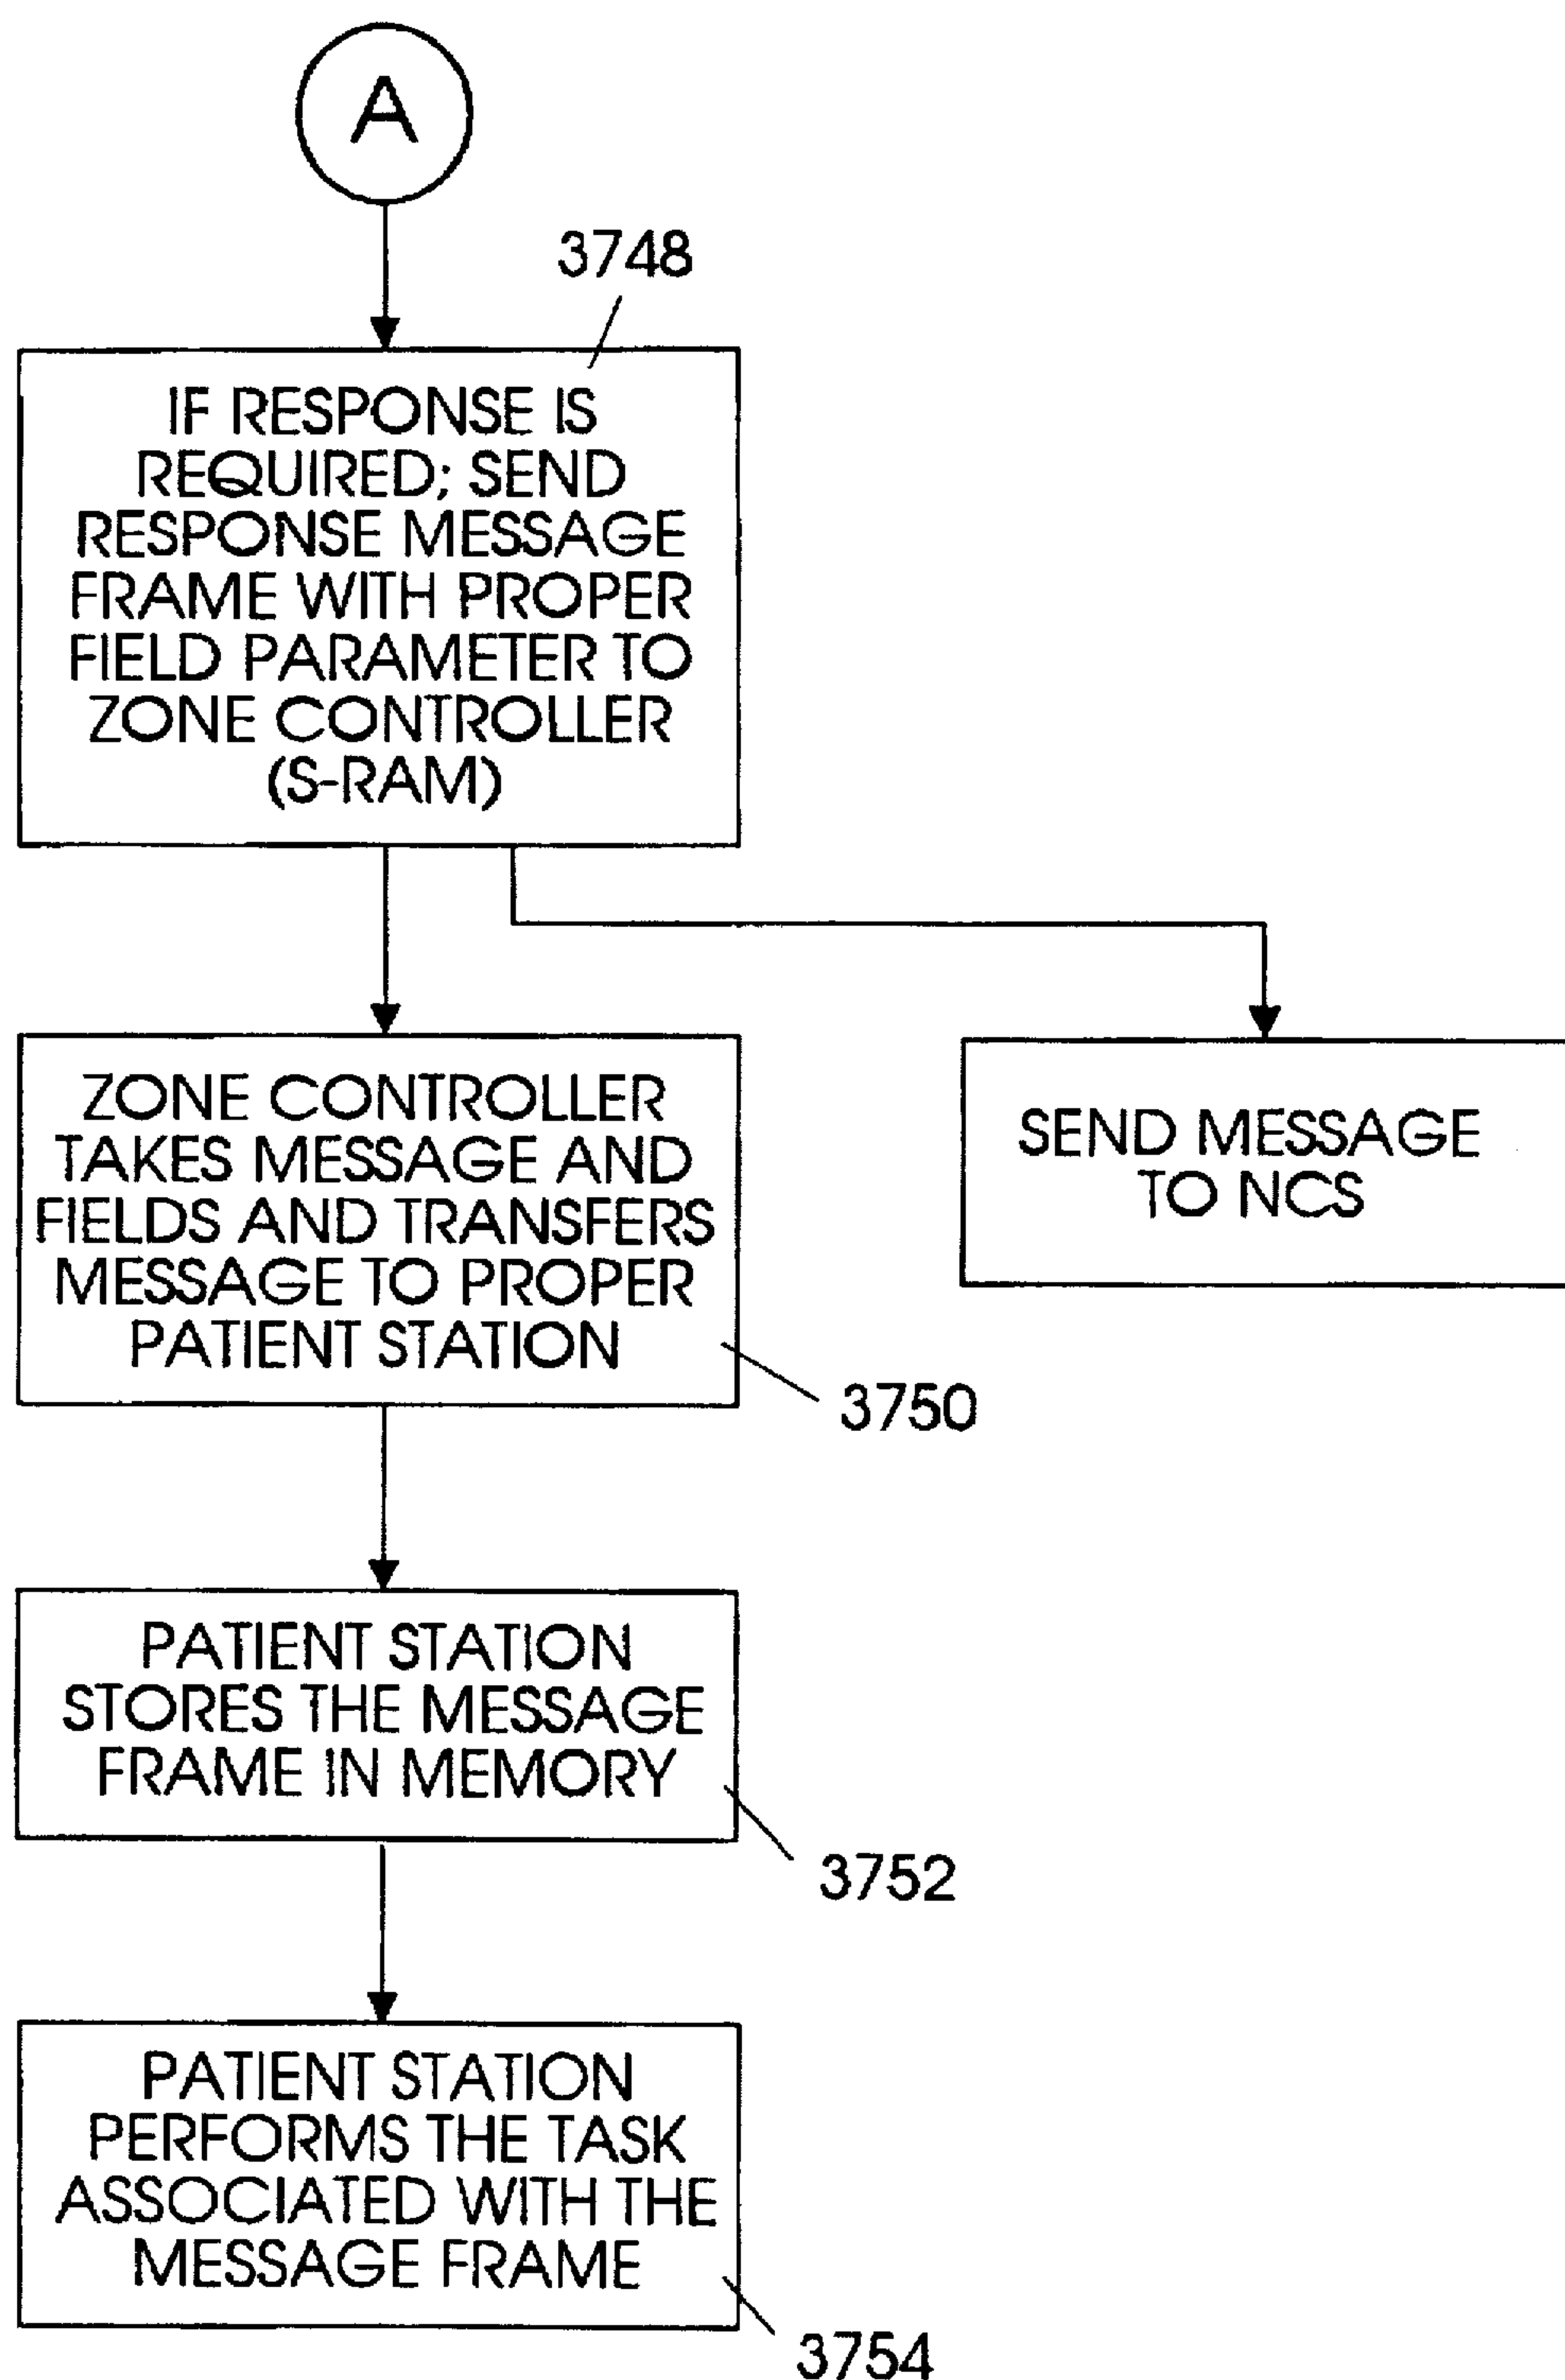 A
3748
IF RESPONSE IS
REQUIRED; SEND
RESPONSE MESSAGE
FRAME WITH PROPER
FIELD PARAMETER TO
ZONE CONTROLLER
(S-RAM)
ZONE CONTROLLER
TAKES MESSAGE AND
FIELDS AND TRANSFERS
MESSAGE TO PROPER
PATIENT STATION
3750
SEND MESSAGE
TO NCS
PATIENT STATION
STORES THE MESSAGE
FRAME IN MEMORY
3752
PATIENT STATION
PERFORMS THE TASK
ASSOCIATED WITH THE
MESSAGE FRAME
3754